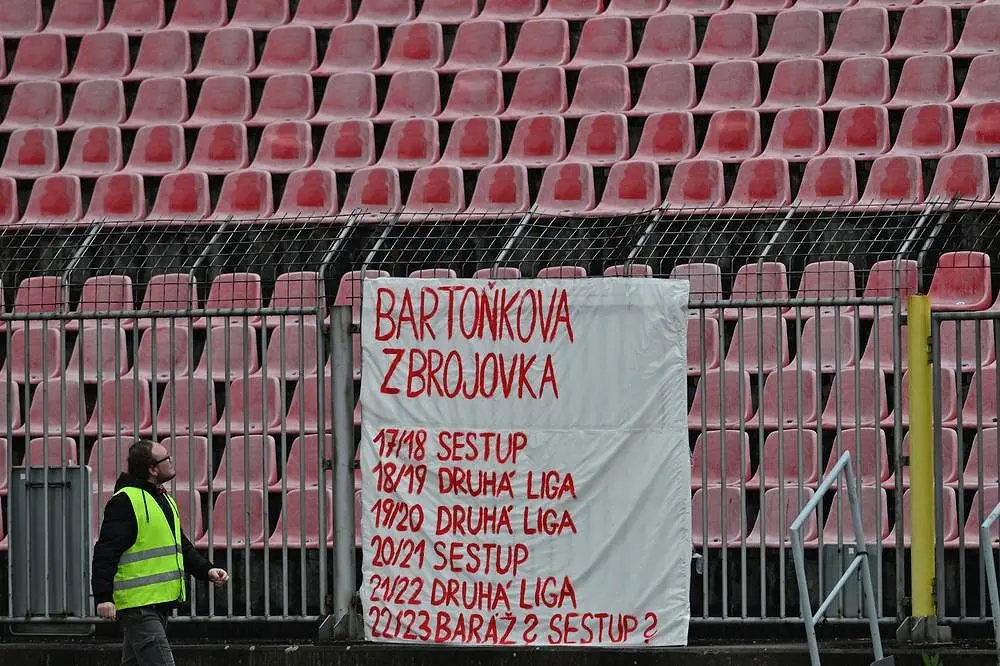 BARTOŇKOVA
ZBROJOVKA
17/18 SESTUP
18/19 DRUHÁ LIGA
19/20 DRUHÁ LIGA
20/21 SESTUP
21/22 DRUHÁ LIGA
22/23 BARÁŽ? SESTUP?